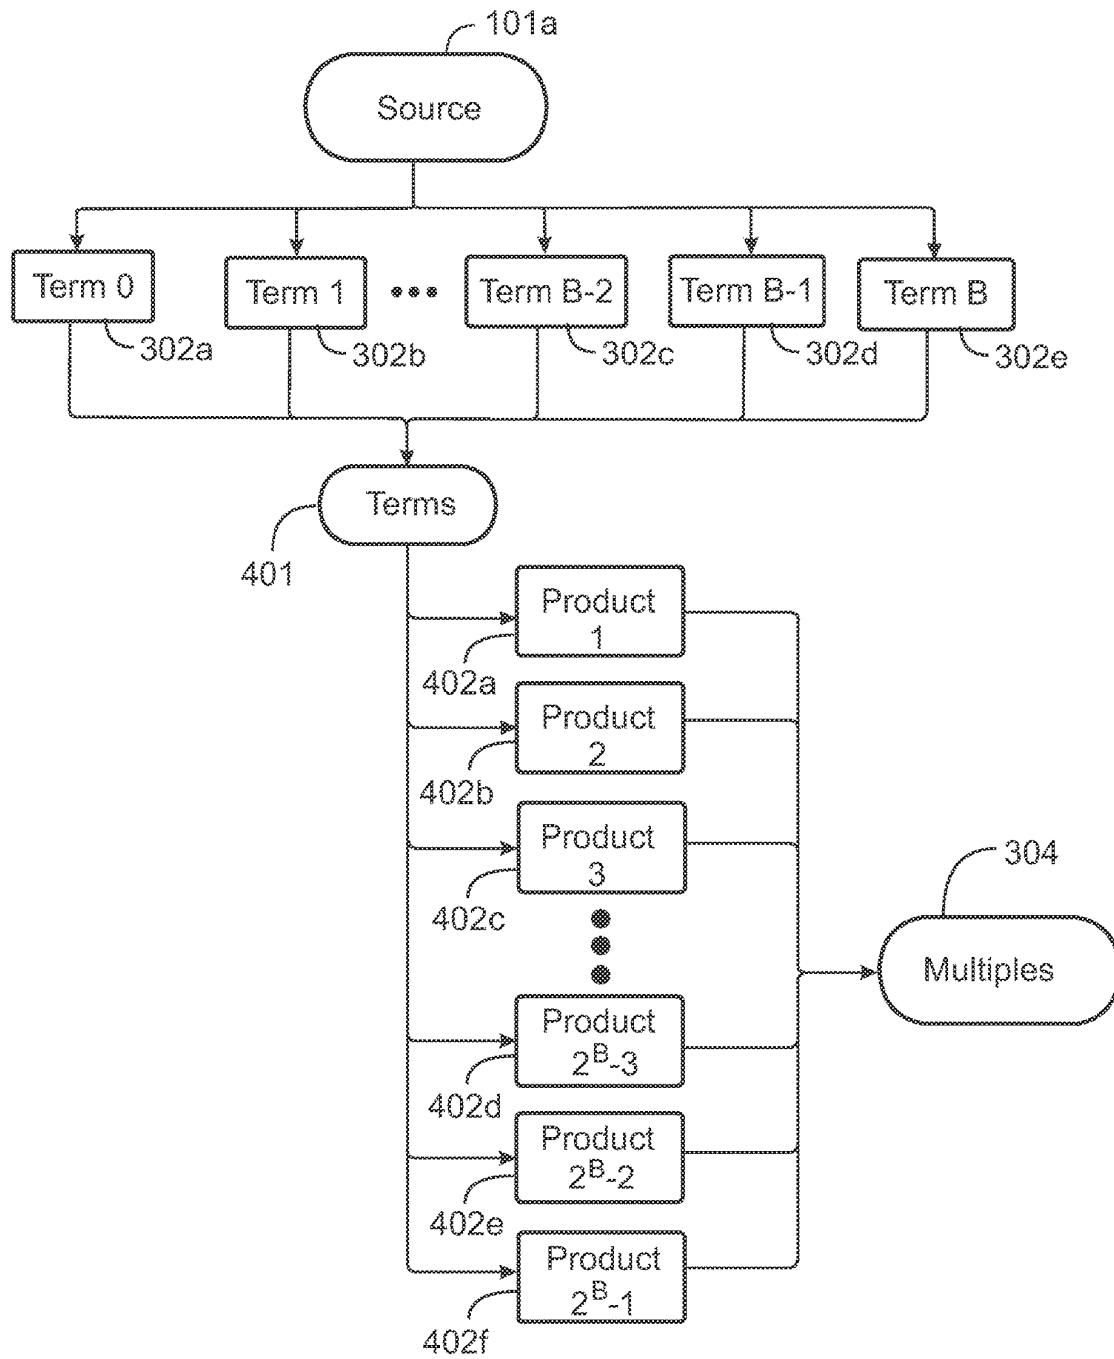 101a
Source
Term 0
Term 1
Term B-2
Term B-1
Term B
302a
302b
302c
302d
302e
Terms
401
Product
1
402a
Product
2
402b
Product
3
402c
304
Multiples
Product
2ᴮ-3
402d
Product
2ᴮ-2
402e
Product
2ᴮ-1
402f